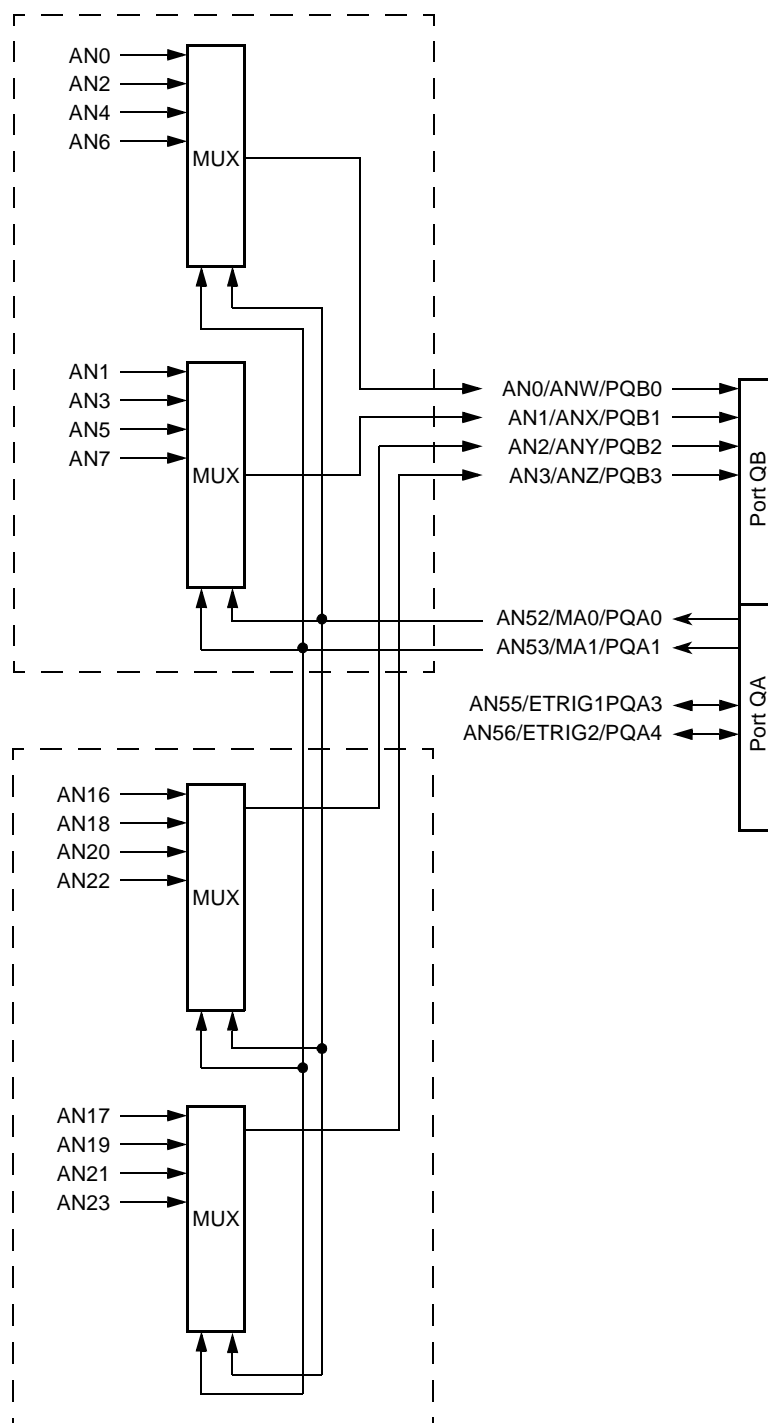 AN0
AN2
AN4
AN6
MUX
AN1
AN3
AN5
AN7
MUX
AN0/ANW/PQB0
AN1/ANX/PQB1
AN2/ANY/PQB2
AN3/ANZ/PQB3
Port QB
AN52/MA0/PQA0
AN53/MA1/PQA1
AN55/ETRIG1PQA3
AN56/ETRIG2/PQA4
Port QA
AN16
AN18
AN20
AN22
MUX
AN17
AN19
AN21
AN23
MUX